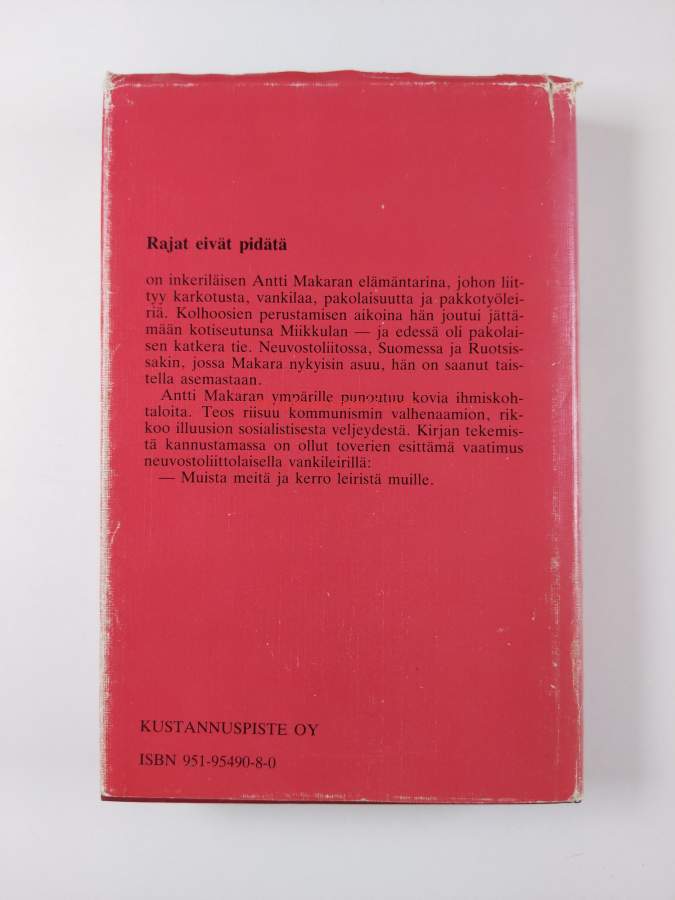 Rajat eivät pidätä
on inkeriläisen Antti Makaran elämäntarina, johon liit-
tyy karkotusta, vankilaa, pakolaisuutta ja pakkotyölei-
riä. Kolhoosien perustamisen aikoina hän joutui jättä-
mään kotiseutunsa Miikkulan — ja edessä oli pakolai-
sen katkera tie. Neuvostoliitossa, Suomessa ja Ruotsis-
sakin, jossa Makara nykyisin asuu, hän on saanut tais-
tella asemastaan.
Antti Makaran ympärille punoutuu kovia ihmiskoh-
taloita. Teos riisuu kommunismin valhenaamion, rik-
koo illuusion sosialistisesta veljeydestä. Kirjan tekemis-
tä kannustamassa on ollut toverien esittämä vaatimus
neuvostoliittolaisella vankileirillä:
— Muista meitä ja kerro leiristä muille.
KUSTANNUSPISTE OY
ISBN 951-95490-8-0